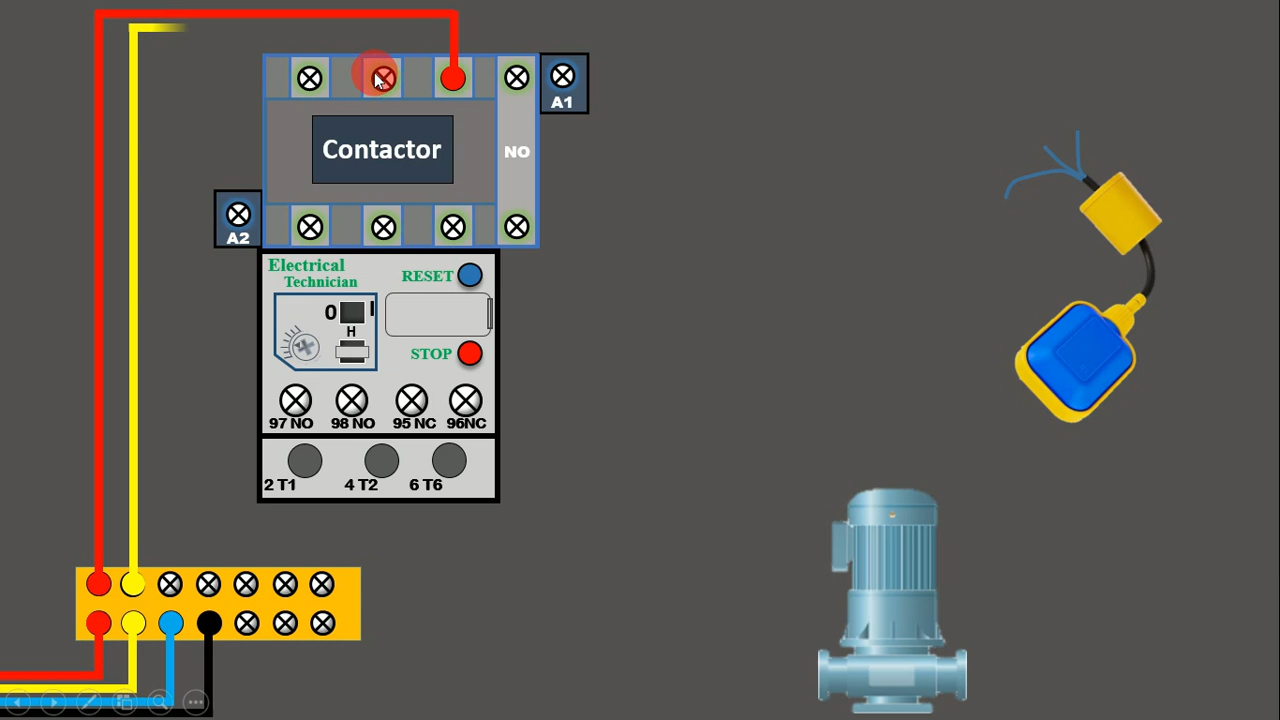 A1
Contactor
NO
A2
Electrical
Technician
RESET
0 I
H
STOP
97 NO 98 NO 95 NC 96NC
2 T1 4 T2 6 T6